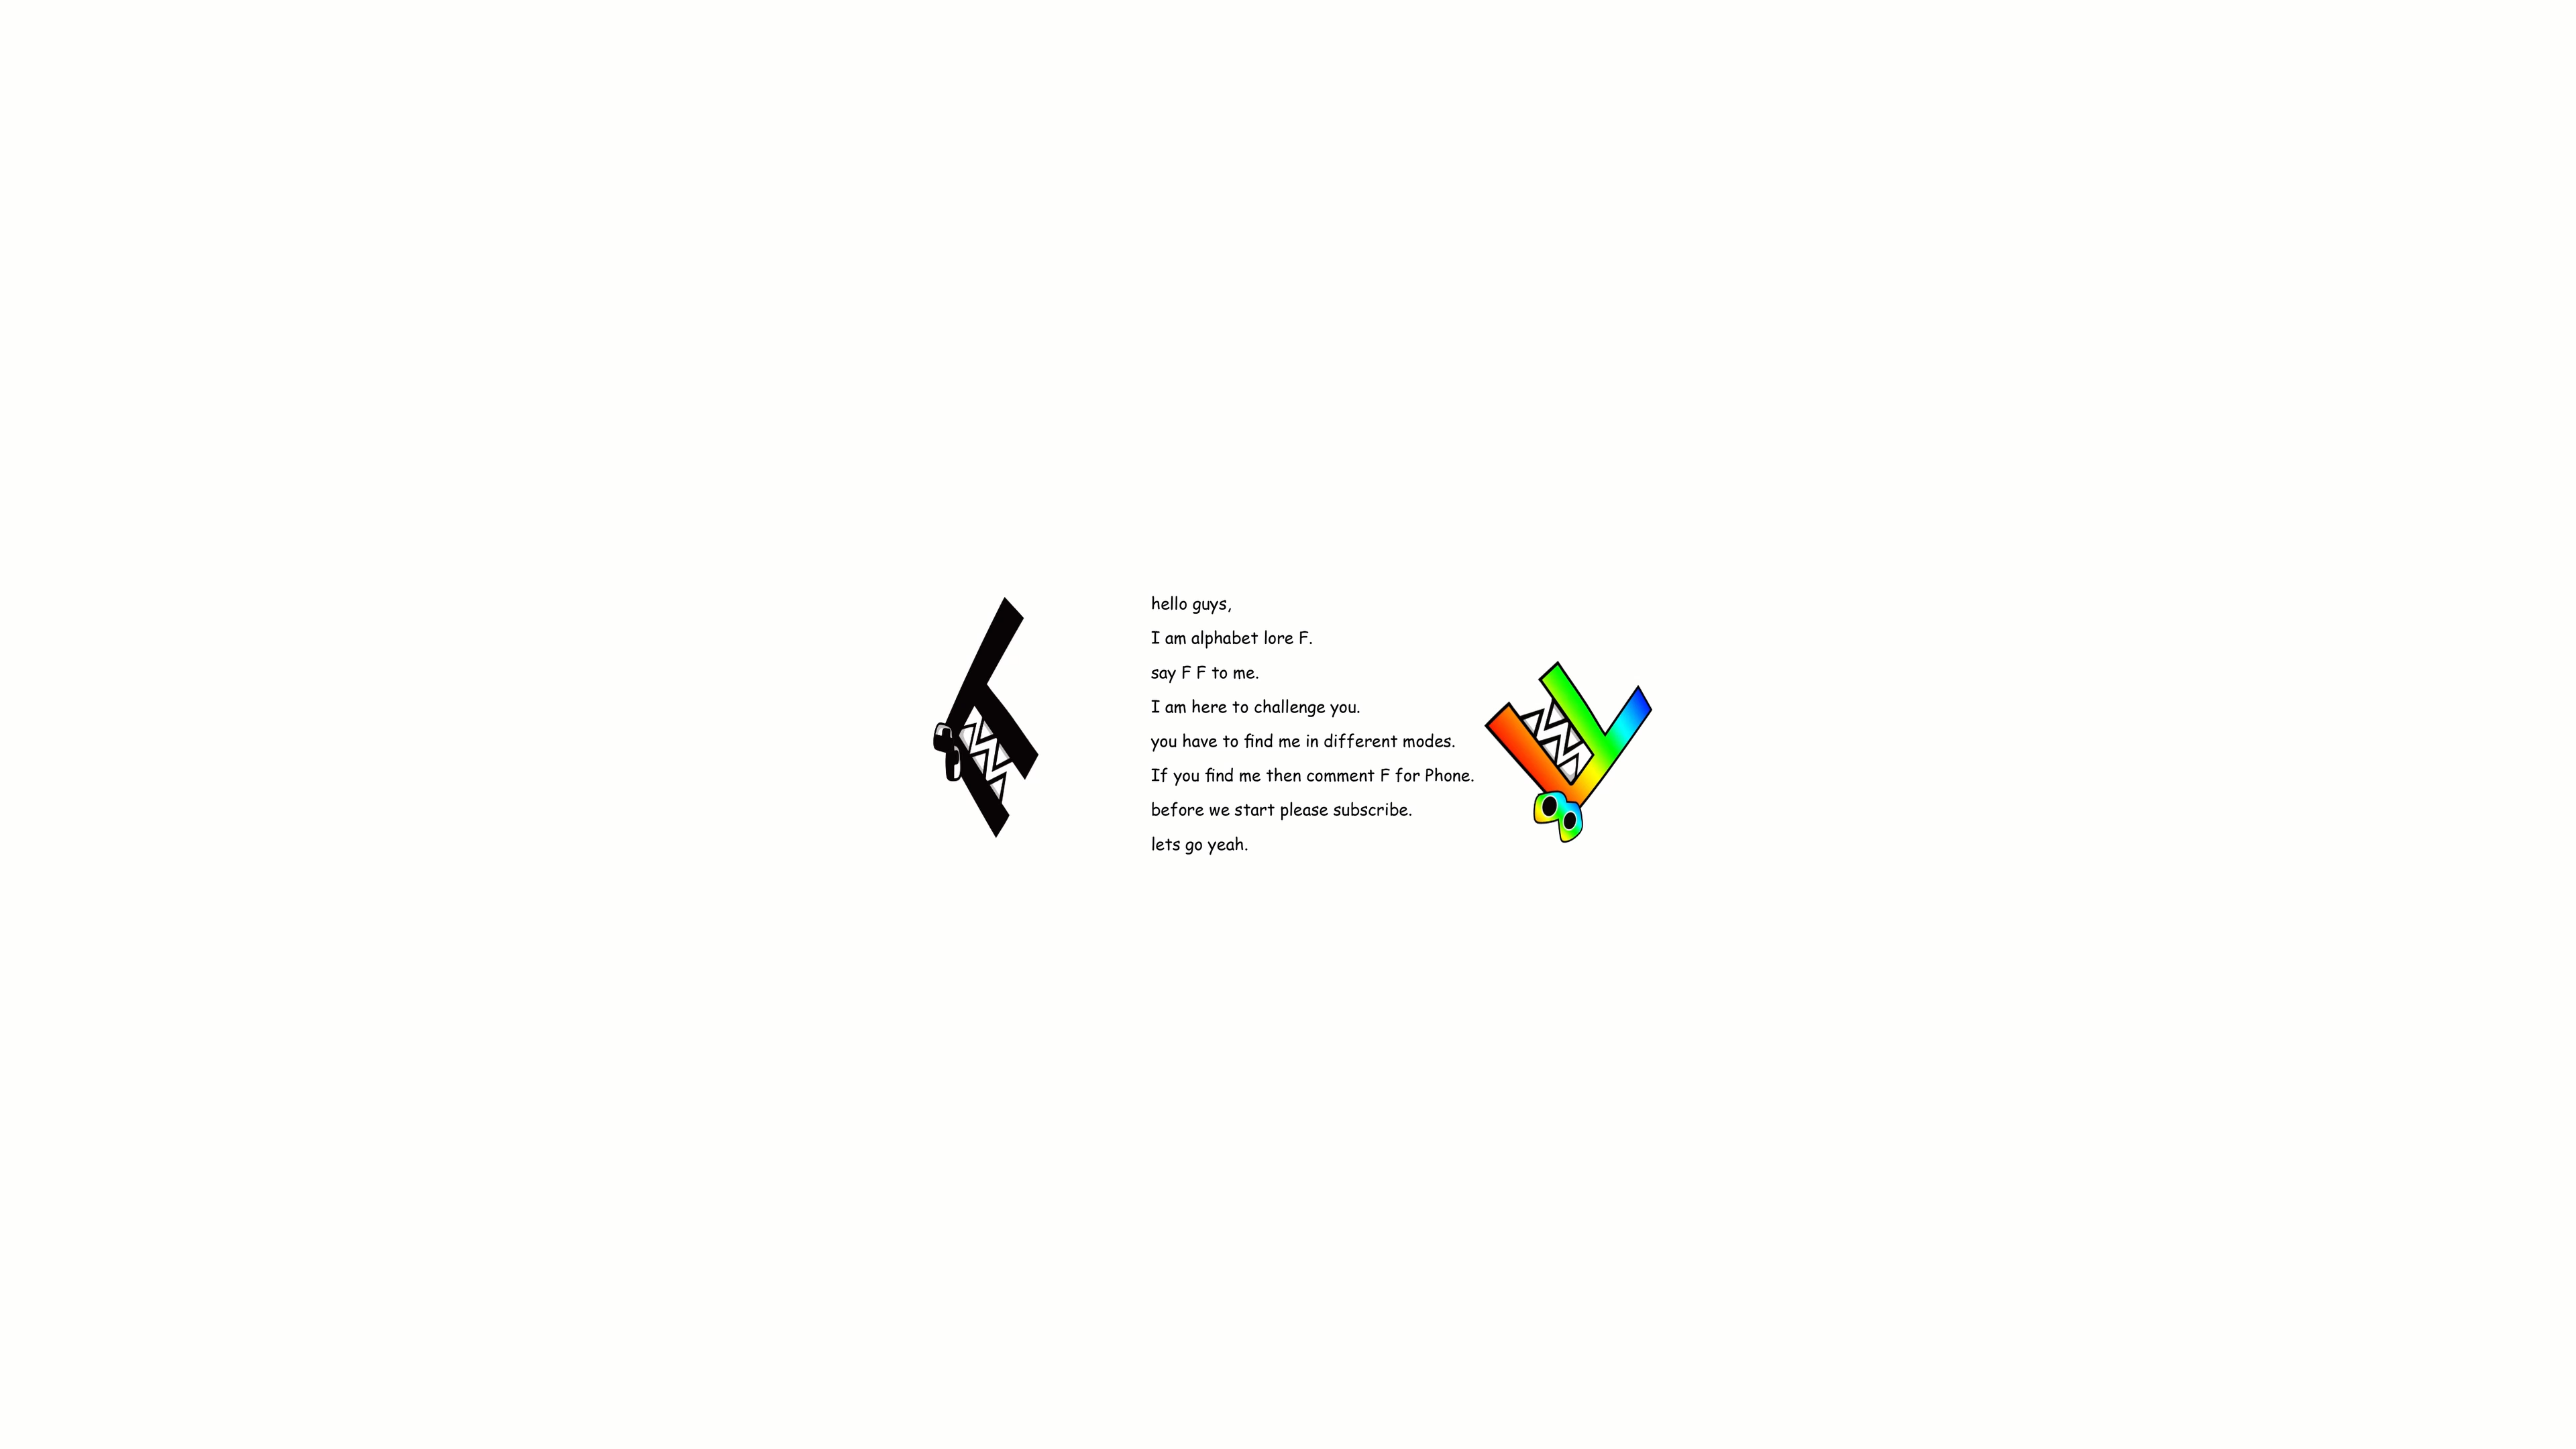 hello guys,
I am alphabet lore F.
say F F to me.
I am here to challenge you.
you have to find me in different modes.
If you find me then comment F for Phone.
before we start please subscribe.
lets go yeah.